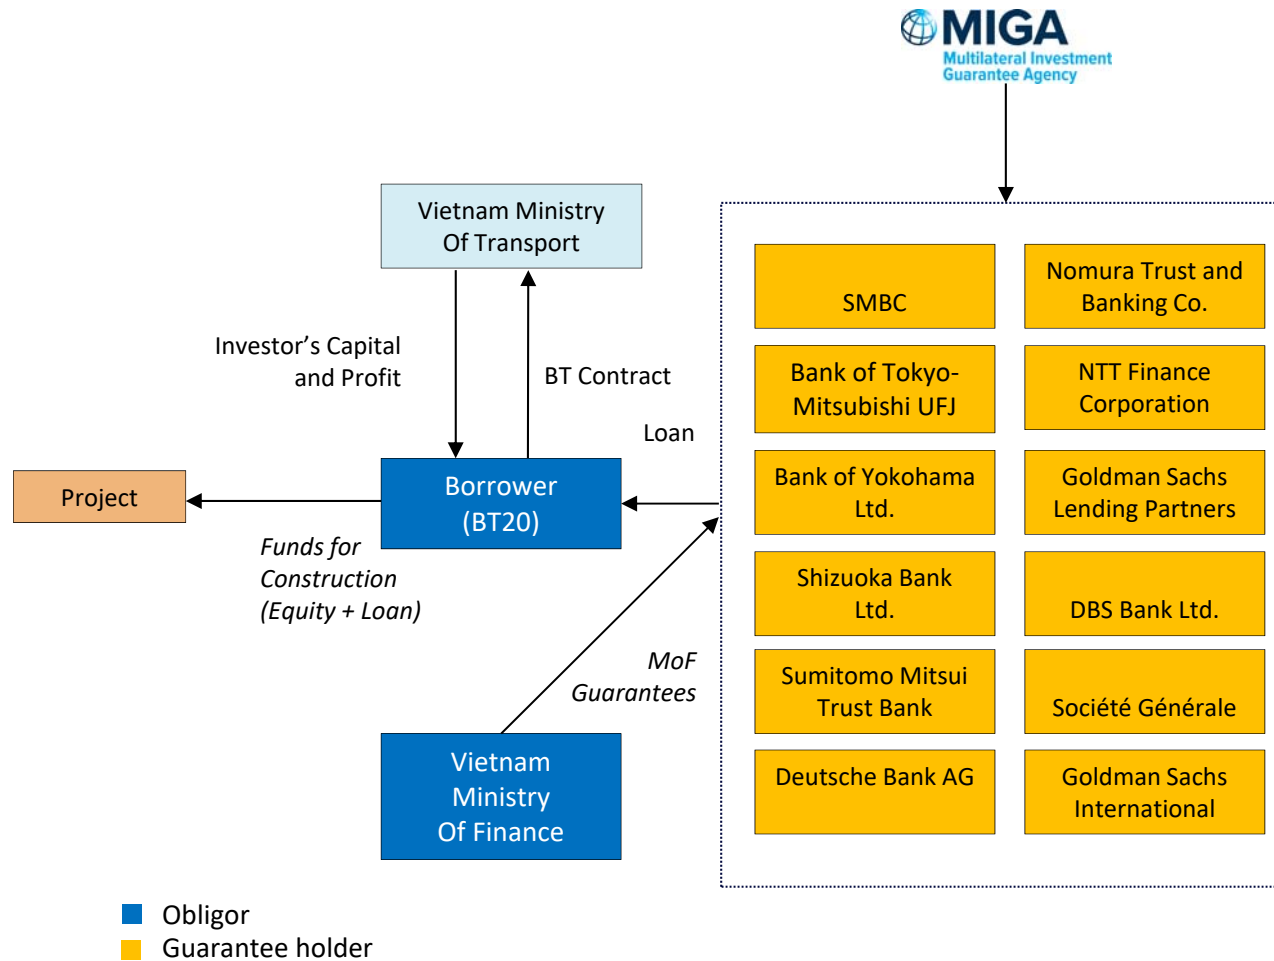 MIGA
Multilateral Investment
Guarantee Agency
Vietnam Ministry
Of Transport
Investor’s Capital
and Profit
BT Contract
Loan
Project
Borrower
(BT20)
Funds for
Construction
(Equity + Loan)
MoF
Guarantees
Vietnam
Ministry
Of Finance
SMBC
Nomura Trust and
Banking Co.
Bank of Tokyo-
Mitsubishi UFJ
NTT Finance
Corporation
Bank of Yokohama
Ltd.
Goldman Sachs
Lending Partners
Shizuoka Bank
Ltd.
DBS Bank Ltd.
Sumitomo Mitsui
Trust Bank
Société Générale
Deutsche Bank AG
Goldman Sachs
International
Obligor
Guarantee holder